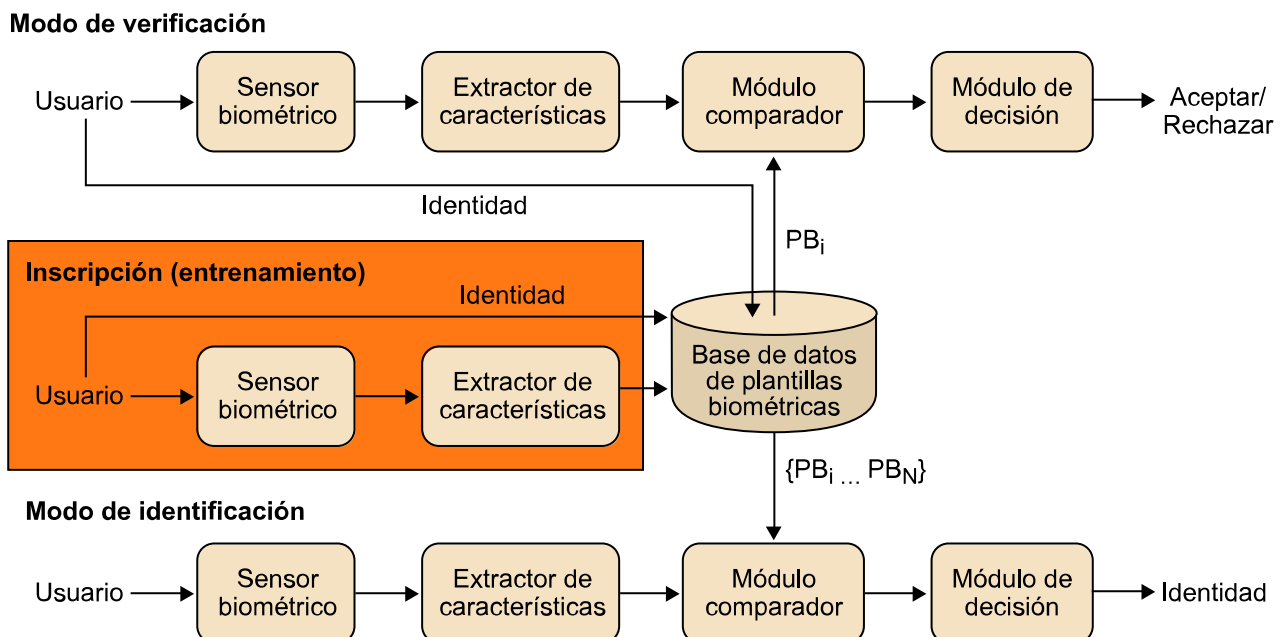 Modo de verificación
Usuario
Sensor
biométrico
Extractor de
características
Módulo
comparador
Módulo de
decisión
Aceptar/
Rechazar
Identidad
PBi
Inscripción (entrenamiento)
Identidad
Usuario
Sensor
biométrico
Extractor de
características
Base de datos
de plantillas
biométricas
{PBi ... PBN}
Modo de identificación
Usuario
Sensor
biométrico
Extractor de
características
Módulo
comparador
Módulo de
decisión
Identidad